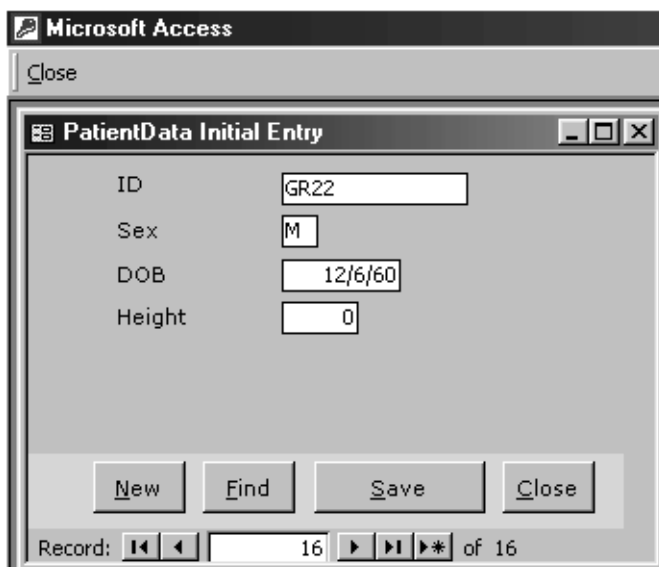 Microsoft Access
Close
PatientData Initial Entry
ID GR22
Sex M
DOB 12/6/60
Height 0
New Find Save Close
Record: 16 of 16